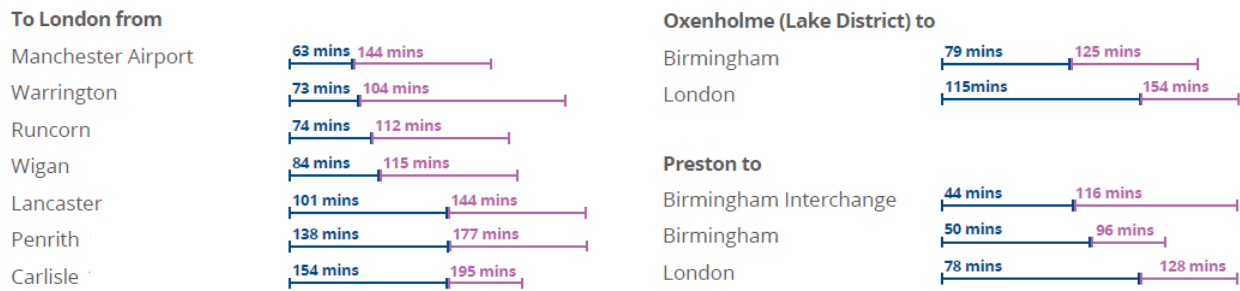 To London from
Manchester Airport 63 mins 144 mins
Warrington 73 mins 104 mins
Runcorn 74 mins 112 mins
Wigan 84 mins 115 mins
Lancaster 101 mins 144 mins
Penrith 138 mins 177 mins
Carlisle 154 mins 195 mins
Oxenholme (Lake District) to
Birmingham 79 mins 125 mins
London 115mins 154 mins
Preston to
Birmingham Interchange 44 mins 116 mins
Birmingham 50 mins 96 mins
London 78 mins 128 mins